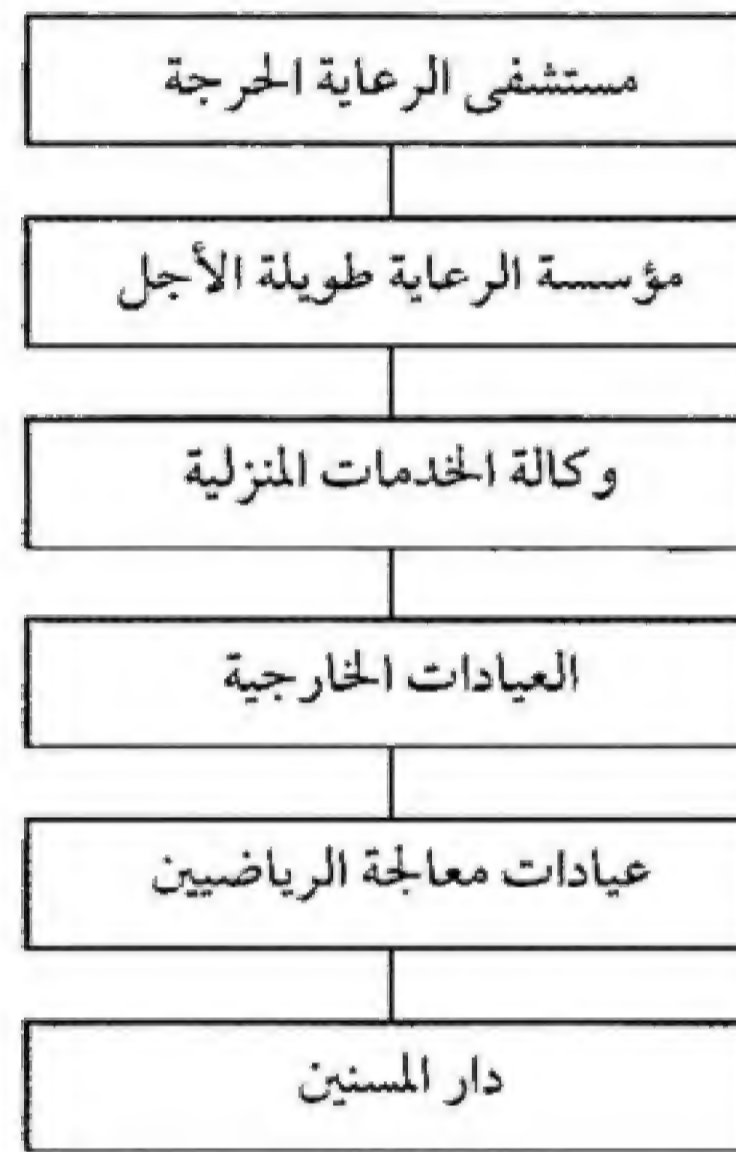 مستشفى الرعاية الحرجة
مؤسسة الرعاية طويلة الأجل
وكالة الخدمات المنزلية
العيادات الخارجية
عيادات معالجة الرياضيين
دار المسنين